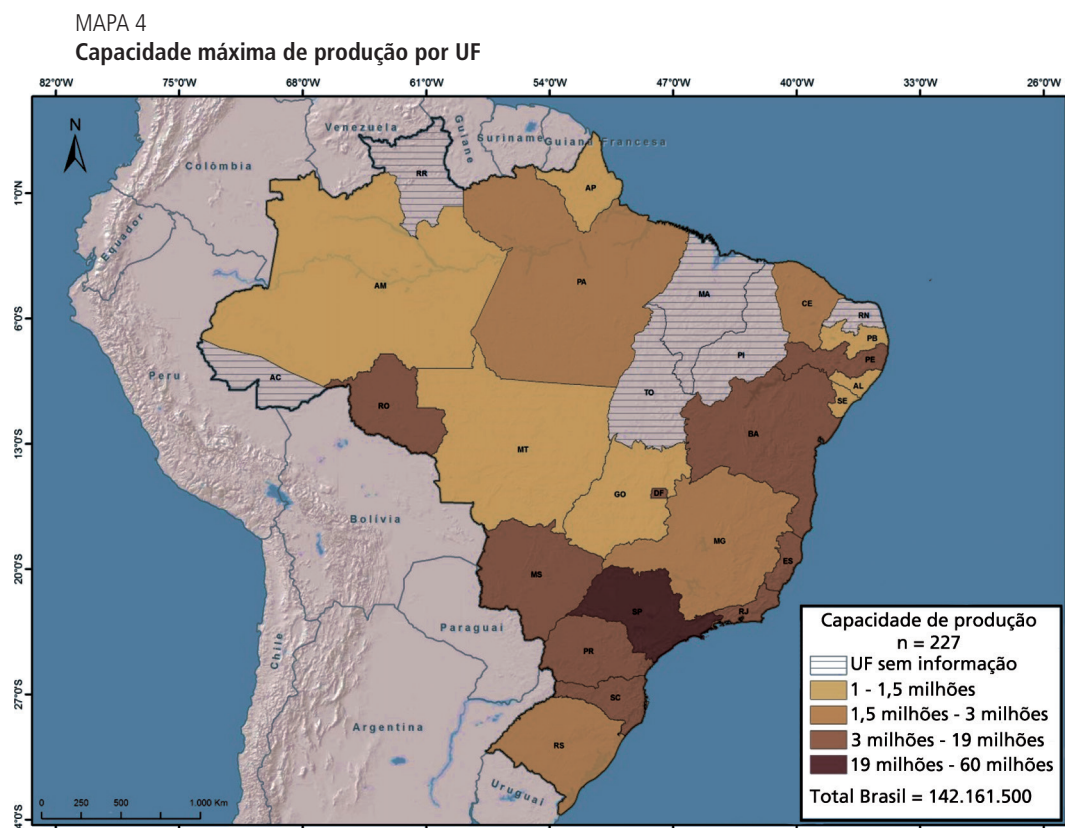 MAPA 4
Capacidade máxima de produção por UF
82°0'W 75°0'W 68°0'W 61°0'W 54°0'W 47°0'W 40°0'W 33°0'W 26°0'W
N
Venezuela
Guiane
Suriname
Guiana Francesa
Colômbia
RR
AP
1°0'N
Equador
AM
PA
MA
CE
RN
6°0'S
PB
PI
PE
Peru
AC
TO
AL
SE
RO
BA
13°0'S
MT
GO
DF
Bolívia
MG
20°0'S
MS
ES
SP
RJ
Paraguai
Chile
PR
27°0'S
SC
Argentina
RS
Uruguai
4°0'S
0 250 500 1.000 Km
Capacidade de produção
n = 227
UF sem informação
1 - 1,5 milhões
1,5 milhões - 3 milhões
3 milhões - 19 milhões
19 milhões - 60 milhões
Total Brasil = 142.161.500